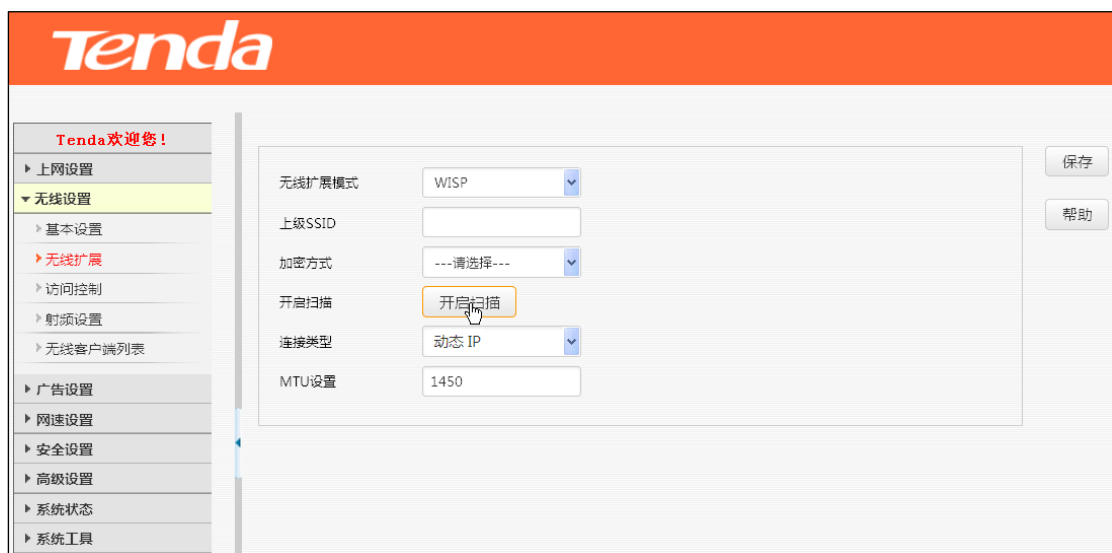 Tenda
Tenda欢迎您!
上网设置
无线设置
基本设置
无线扩展
访问控制
射频设置
无线客户端列表
广告设置
网速设置
安全设置
高级设置
系统状态
系统工具
无线扩展模式 WISP
上级SSID
加密方式 ---请选择---
开启扫描 开启扫描
连接类型 动态 IP
MTU设置 1450
保存
帮助